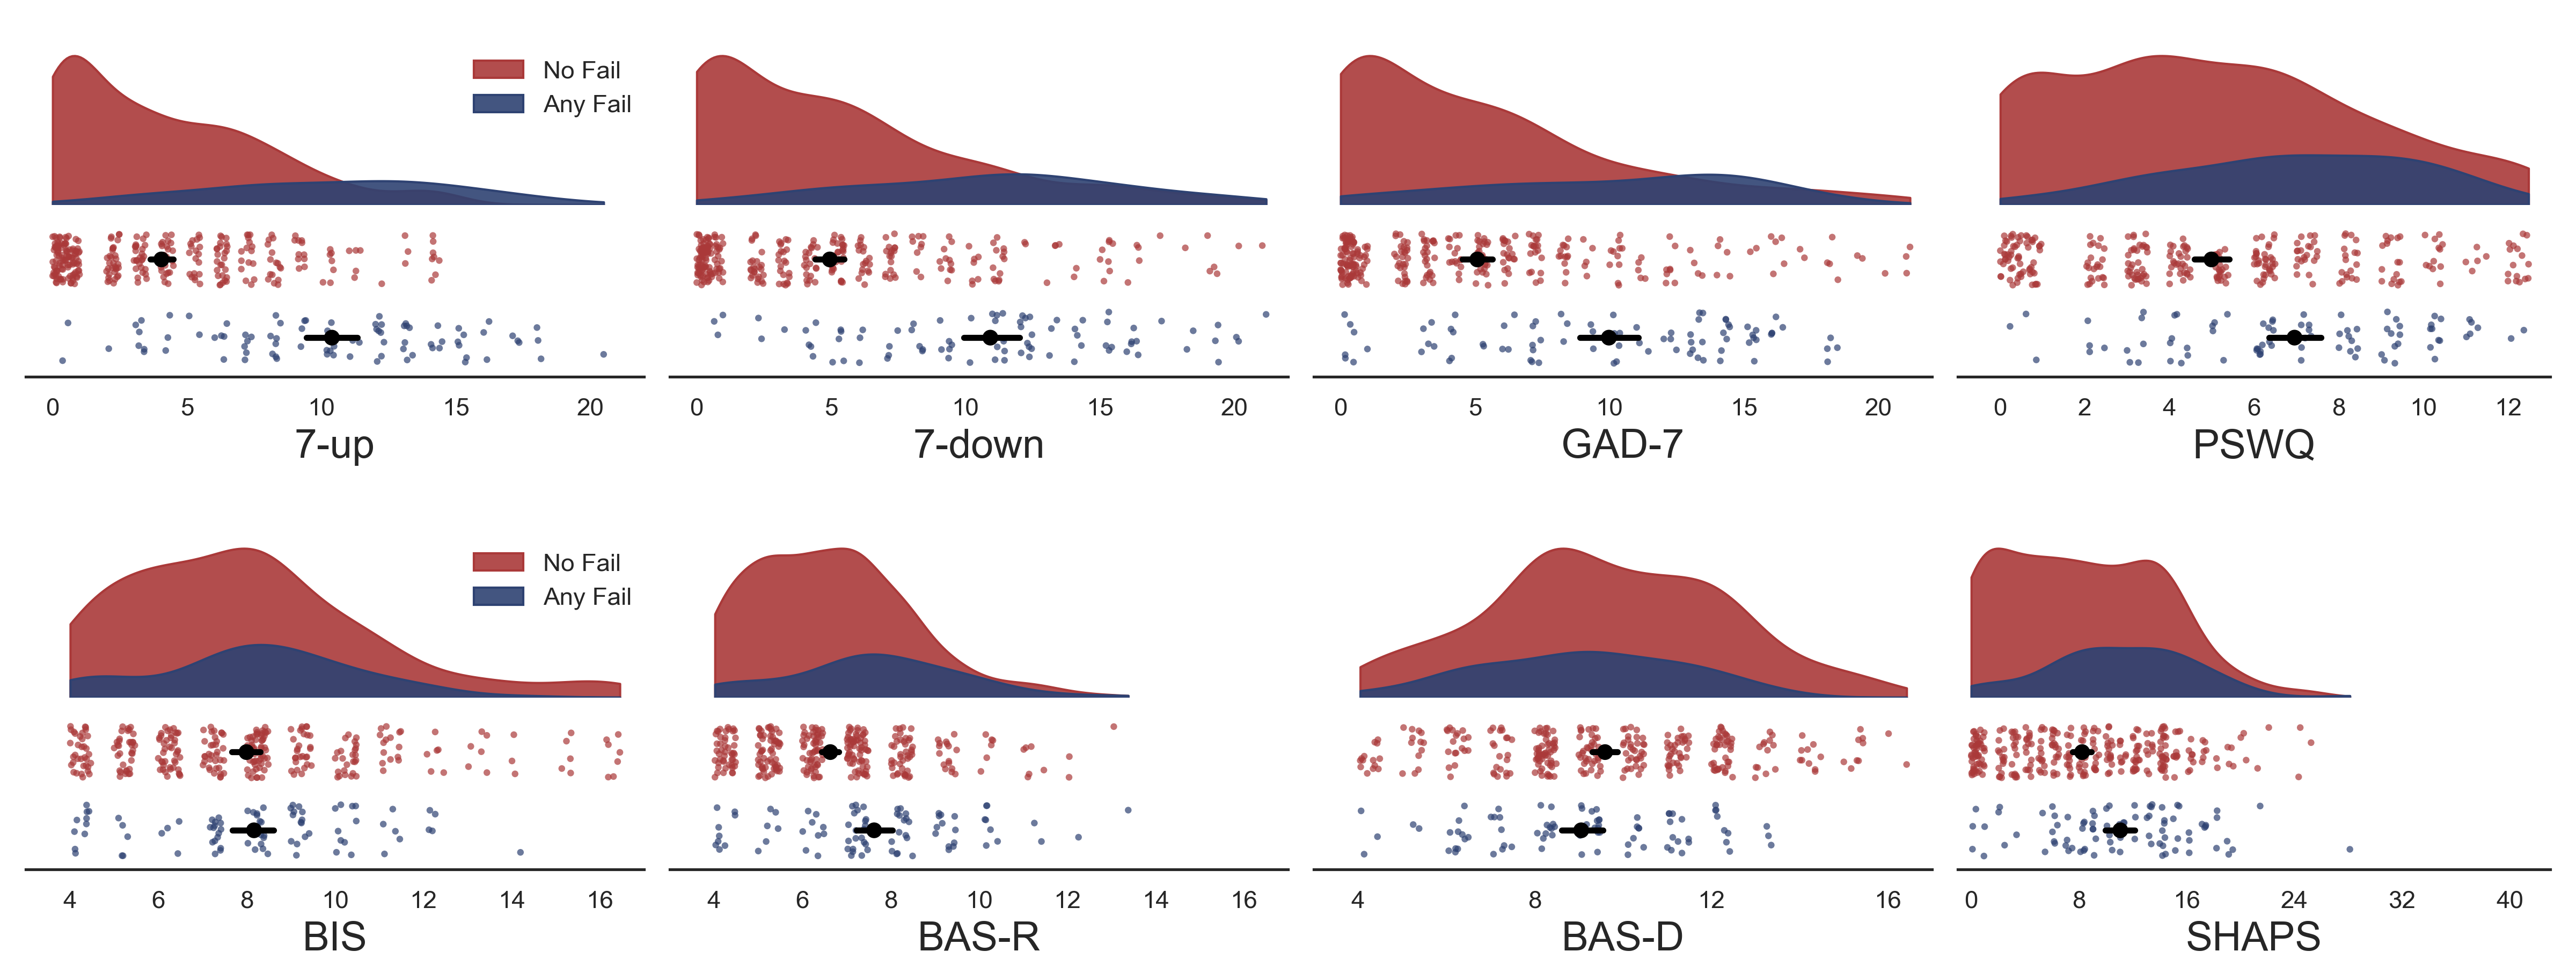 No Fail
Any Fail
0 5 10 15 20
7-up
0 5 10 15 20
7-down
0 5 10 15 20
GAD-7
0 2 4 6 8 10 12
PSWQ
No Fail
Any Fail
4 6 8 10 12 14 16
BIS
4 6 8 10 12 14 16
BAS-R
4 8 12 16
BAS-D
0 8 16 24 32 40
SHAPS